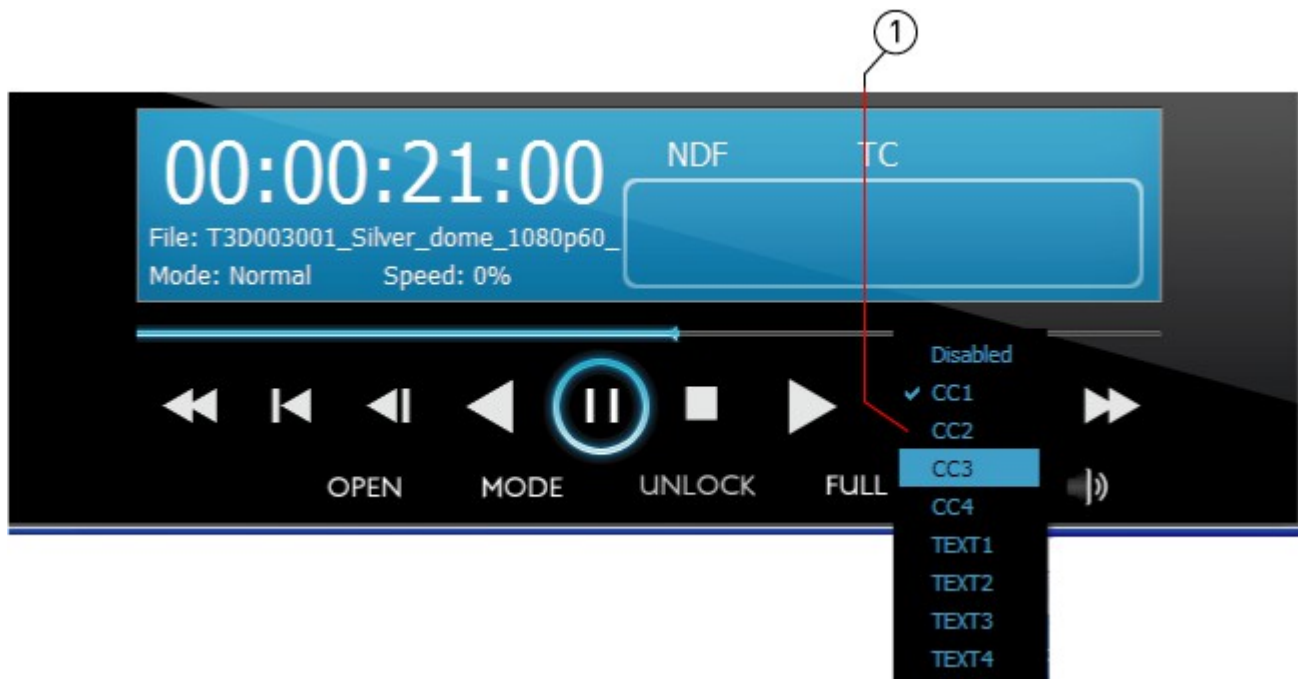 1
00:00:21:00
NDF TC
File: T3D003001_Silver_dome_1080p60_
Mode: Normal Speed: 0%
Disabled
CC1
CC2
CC3
CC4
TEXT1
TEXT2
TEXT3
TEXT4
OPEN MODE UNLOCK FULL